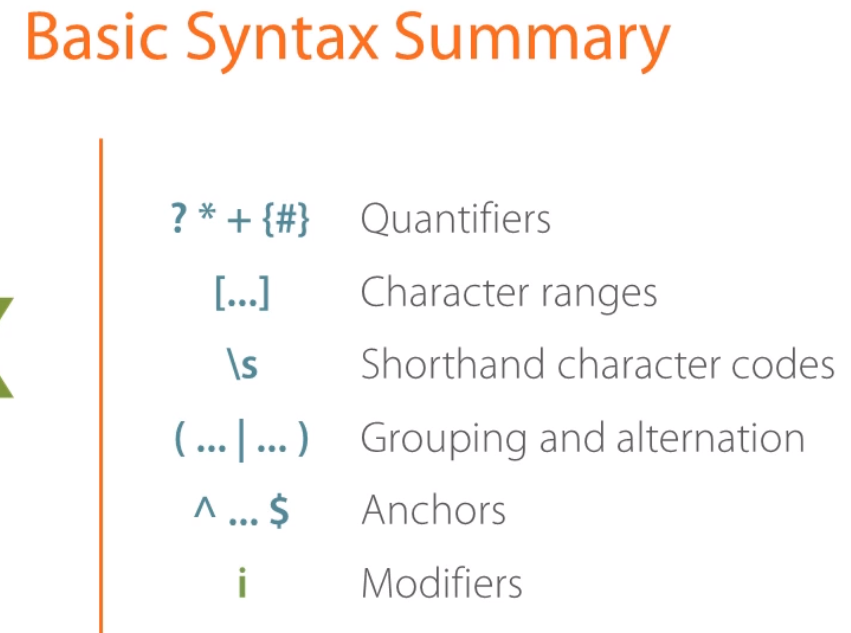 Basic Syntax Summary
? * + {#} Quantifiers
[...] Character ranges
\s Shorthand character codes
( ... | ... ) Grouping and alternation
^ ... $ Anchors
i Modifiers